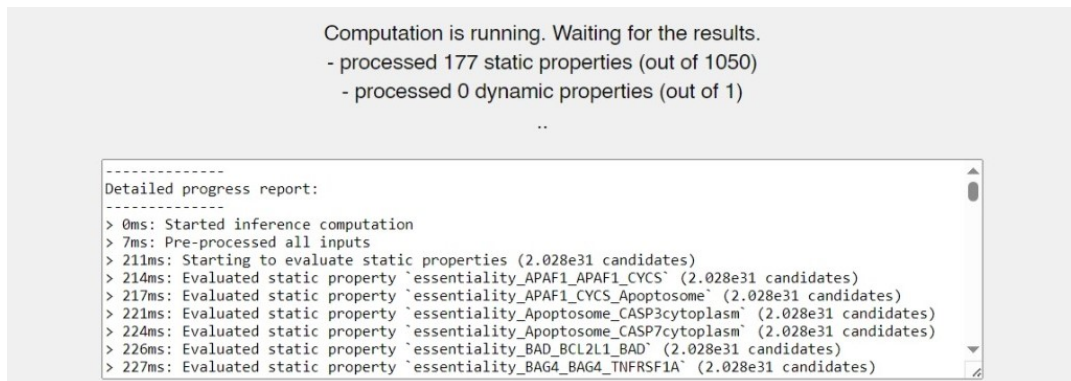 Computation is running. Waiting for the results.
- processed 177 static properties (out of 1050)
- processed 0 dynamic properties (out of 1)
..
--------------
Detailed progress report:
--------------
> 0ms: Started inference computation
> 7ms: Pre-processed all inputs
> 211ms: Starting to evaluate static properties (2.028e31 candidates)
> 214ms: Evaluated static property `essentiality_APAF1_APAF1_CYCS` (2.028e31 candidates)
> 217ms: Evaluated static property `essentiality_APAF1_CYCS_Apoptosome` (2.028e31 candidates)
> 221ms: Evaluated static property `essentiality_Apoptosome_CASP3cytoplasm` (2.028e31 candidates)
> 224ms: Evaluated static property `essentiality_Apoptosome_CASP7cytoplasm` (2.028e31 candidates)
> 226ms: Evaluated static property `essentiality_BAD_BCL2L1_BAD` (2.028e31 candidates)
> 227ms: Evaluated static property `essentiality_BAG4_BAG4_TNFRSF1A` (2.028e31 candidates)